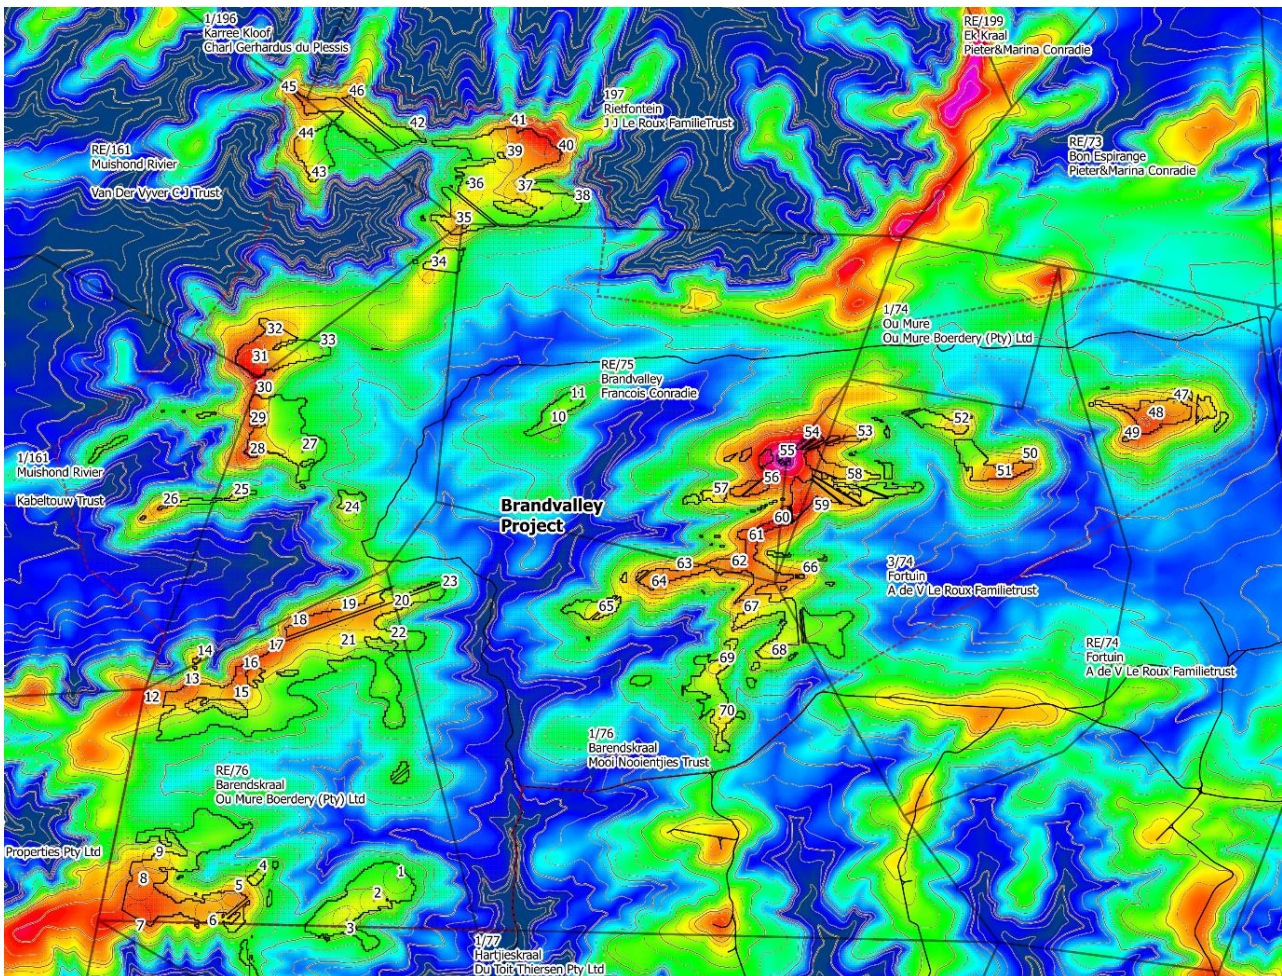 1/196
Karree Kloof
Charl Gerhardus du Plessis
RE/199
Ek Kraal
Pieter&Marina Conradie
45
46
197
Rietfontein
J J Le Roux FamilieTrust
42
41
44
40
39
RE/161
Muishond Rivier
Van Der Vyver C J Trust
RE/73
Bon Espirange
Pieter&Marina Conradie
43
36
37
38
35
34
1/74
Ou Mure
Ou Mure Boerdery (Pty) Ltd
32
33
31
30
RE/75
Brandvalley
Francois Conradie
11
10
29
28
27
47
48
49
52
53
54
55
50
51
56
58
57
59
1/161
Muishond Rivier
Kabeltouw Trust
25
26
24
Brandvalley
Project
60
61
62
63
64
66
65
67
3/74
Fortuin
A de V Le Roux Familietrust
23
19
20
18
22
21
17
14
16
13
15
12
68
69
70
RE/74
Fortuin
A de V Le Roux Familietrust
1/76
Barendskraal
Mooi Nooientjies Trust
RE/76
Barendskraal
Ou Mure Boerdery (Pty) Ltd
Properties Pty Ltd
9
4
1
8
5
2
7
6
3
1/77
Hartjieskraal
Du Toit Thiersen Pty Ltd